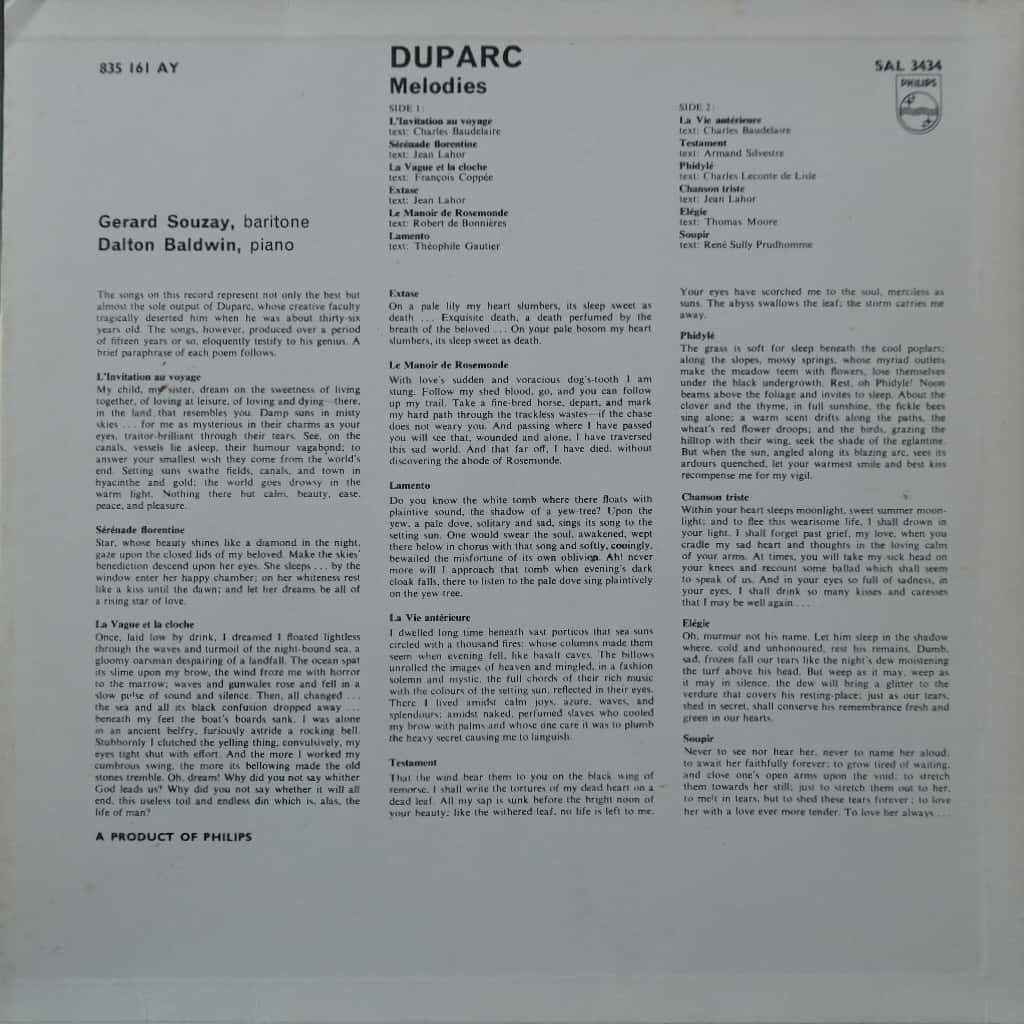 835 161 AY
DUPARC
Melodies
SAL 3434
PHILIPS
SIDE 1:
L'Invitation au voyage
text: Charles Baudelaire
Sérénade florentine
text: Jean Lahor
La Vague et la cloche
text: François Coppée
Extase
text: Jean Lahor
Le Manoir de Rosemonde
text: Robert de Bonnières
Lamento
text: Théophile Gautier
SIDE 2:
La Vie antérieure
text: Charles Baudelaire
Testament
text: Armand Silvestre
Phidylé
text: Charles Leconte de Lisle
Chanson triste
text: Jean Lahor
Elégie
text: Thomas Moore
Soupir
text: René Sully Prudhomme
Gerard Souzay, baritone
Dalton Baldwin, piano
The songs on this record represent not only the best but
almost the sole output of Duparc, whose creative faculty
tragically deserted him when he was about thirty-six
years old. The songs, however, produced over a period
of fifteen years or so, eloquently testify to his genius. A
brief paraphrase of each poem follows.
L'Invitation au voyage
My child, my sister, dream on the sweetness of living
together, of loving at leisure, of loving and dying—there,
in the land that resembles you. Damp suns in misty
skies ... for me as mysterious in their charms as your
eyes, traitor-brilliant through their tears. See, on the
canals, vessels lie asleep, their humour vagabond; to
answer your smallest wish they come from the world's
end. Setting suns swathe fields, canals, and town in
hyacinthe and gold; the world goes drowsy in the
warm light. Nothing there but calm, beauty, ease,
peace, and pleasure.
Sérénade florentine
Star, whose beauty shines like a diamond in the night,
gaze upon the closed lids of my beloved. Make the skies'
benediction descend upon her eyes. She sleeps ... by the
window enter her happy chamber; on her whiteness rest
like a kiss until the dawn; and let her dreams be all of
a rising star of love.
La Vague et la cloche
Once, laid low by drink, I dreamed I floated lightless
through the waves and turmoil of the night-bound sea, a
gloomy oarsman despairing of a landfall. The ocean spat
its slime upon my brow, the wind froze me with horror
to the marrow; waves and gunwales rose and fell in a
slow pulse of sound and silence. Then, all changed ...
the sea and all its black confusion dropped away ...
beneath my feet the boat's boards sank. I was alone
in an ancient belfry, furiously astride a rocking bell.
Stubbornly I clutched the yelling thing, convulsively, my
eyes tight shut with effort. And the more I worked my
cumbrous swing, the more its bellowing made the old
stones tremble. Oh, dream! Why did you not say whither
God leads us? Why did you not say whether it will all
end, this useless toil and endless din which is, alas, the
life of man?
A PRODUCT OF PHILIPS
Extase
On a pale lily my heart slumbers, its sleep sweet as
death ... Exquisite death, a death perfumed by the
breath of the beloved ... On your pale bosom my heart
slumbers, its sleep sweet as death.
Le Manoir de Rosemonde
With love's sudden and voracious dog's-tooth I am
stung. Follow my shed blood, go, and you can follow
up my trail. Take a fine-bred horse, depart, and mark
my hard path through the trackless wastes—if the chase
does not weary you. And passing where I have passed
you will see that, wounded and alone, I have traversed
this sad world. And that far off, I have died, without
discovering the abode of Rosemonde.
Lamento
Do you know the white tomb where there floats with
plaintive sound, the shadow of a yew-tree? Upon the
yew, a pale dove, solitary and sad, sings its song to the
setting sun. One would swear the soul, awakened, wept
there below in chorus with that song and softly, cooingly,
bewailed the misfortune of its own oblivion. Ah! never
more will I approach that tomb when evening's dark
cloak falls, there to listen to the pale dove sing plaintively
on the yew-tree.
La Vie antérieure
I dwelled long time beneath vast porticos that sea suns
circled with a thousand fires; whose columns made them
seem when evening fell, like basalt caves. The billows
unrolled the images of heaven and mingled, in a fashion
solemn and mystic, the full chords of their rich music
with the colours of the setting sun, reflected in their eyes.
There I lived amidst calm joys, azure, waves, and
splendours; amidst naked, perfumed slaves who cooled
my brow with palms and whose one care it was to plumb
the heavy secret causing me to languish.
Testament
That the wind bear them to you on the black wing of
remorse, I shall write the tortures of my dead heart on a
dead leaf. All my sap is sunk before the bright noon of
your beauty; like the withered leaf, no life is left to me.
Your eyes have scorched me to the soul, merciless as
suns. The abyss swallows the leaf; the storm carries me
away.
Phidylé
The grass is soft for sleep beneath the cool poplars;
along the slopes, mossy springs, whose myriad outlets
make the meadow teem with flowers, lose themselves
under the black undergrowth. Rest, oh Phidyle! Noon
beams above the foliage and invites to sleep. About the
clover and the thyme, in full sunshine, the fickle bees
sing alone; a warm scent drifts along the paths, the
wheat's red flower droops; and the birds, grazing the
hilltop with their wing, seek the shade of the eglantine.
But when the sun, angled along its blazing arc, sees its
ardours quenched, let your warmest smile and best kiss
recompense me for my vigil.
Chanson triste
Within your heart sleeps moonlight, sweet summer moon-
light; and to flee this wearisome life, I shall drown in
your light. I shall forget past grief, my love, when you
cradle my sad heart and thoughts in the loving calm
of your arms. At times, you will take my sick head on
your knees and recount some ballad which shall seem
to speak of us. And in your eyes so full of sadness, in
your eyes, I shall drink so many kisses and caresses
that I may be well again ...
Elégie
Oh, murmur not his name. Let him sleep in the shadow
where, cold and unhonoured, rest his remains. Dumb,
sad, frozen fall our tears like the night's dew moistening
the turf above his head. But weep as it may, weep as
it may in silence, the dew will bring a glitter to the
verdure that covers his resting-place; just as our tears,
shed in secret, shall conserve his remembrance fresh and
green in our hearts.
Soupir
Never to see nor hear her, never to name her aloud;
to await her faithfully forever; to grow tired of waiting,
and close one's open arms upon the void; to stretch
them towards her still; just to stretch them out to her,
to melt in tears, but to shed these tears forever; to love
her with a love ever more tender. To love her always ...